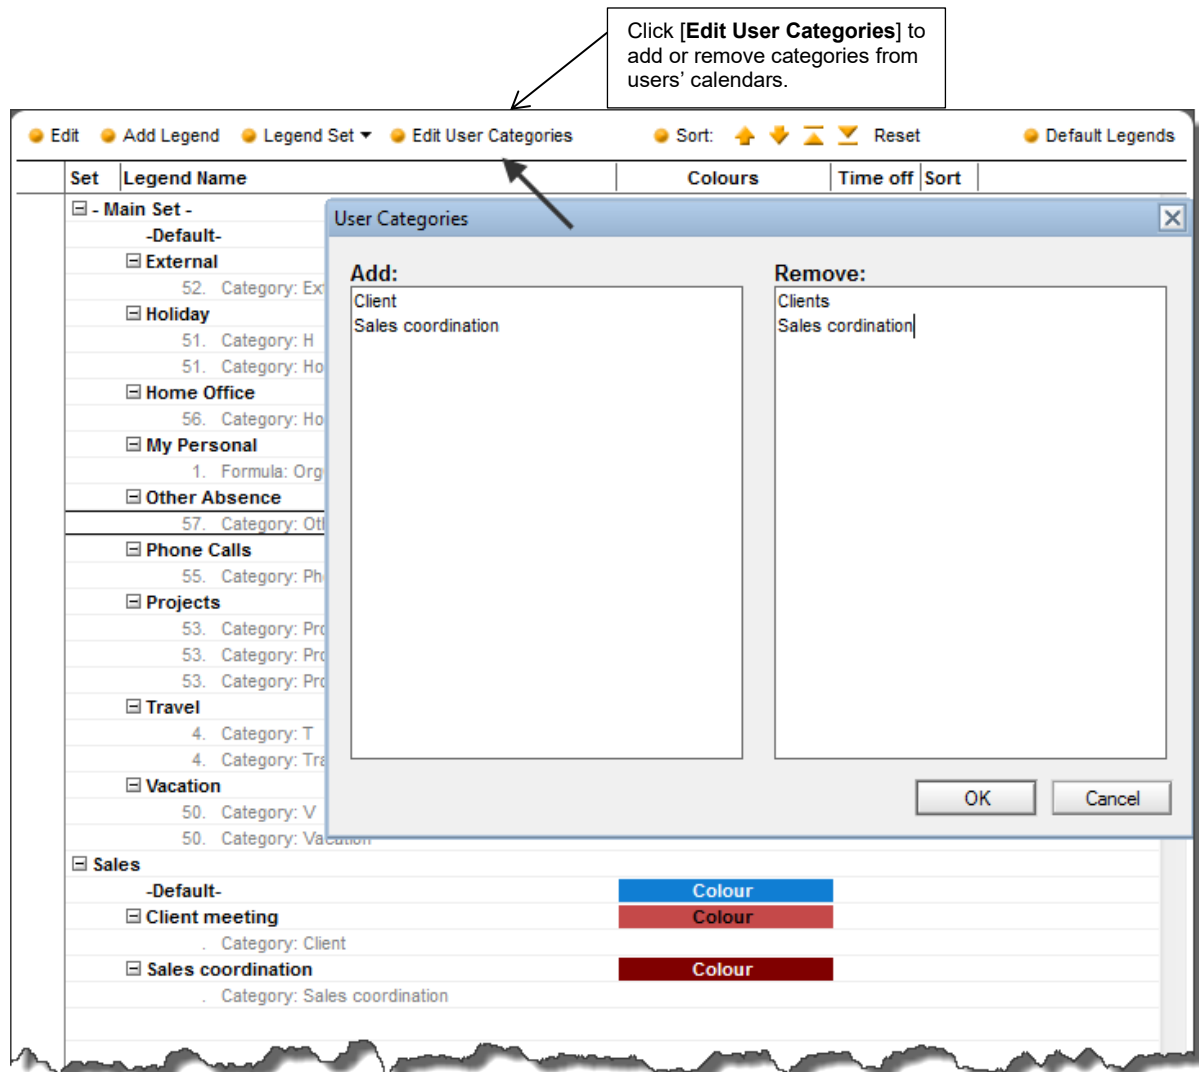 Click [Edit User Categories] to
add or remove categories from
users' calendars.
Edit Add Legend Legend Set Edit User Categories Sort: Reset Default Legends
Set Legend Name Colours Time off Sort
- Main Set -
-Default-
External
52. Category: Ex
Holiday
51. Category: H
51. Category: Ho
Home Office
56. Category: Ho
My Personal
1. Formula: Org
Other Absence
57. Category: Oth
Phone Calls
55. Category: Ph
Projects
53. Category: Pro
53. Category: Pro
53. Category: Pro
Travel
4. Category: T
4. Category: Tra
Vacation
50. Category: V
50. Category: Vacation
User Categories
Add:
Client
Sales coordination
Remove:
Clients
Sales cordination
OK Cancel
Sales
-Default- Colour
Client meeting Colour
. Category: Client
Sales coordination Colour
. Category: Sales coordination